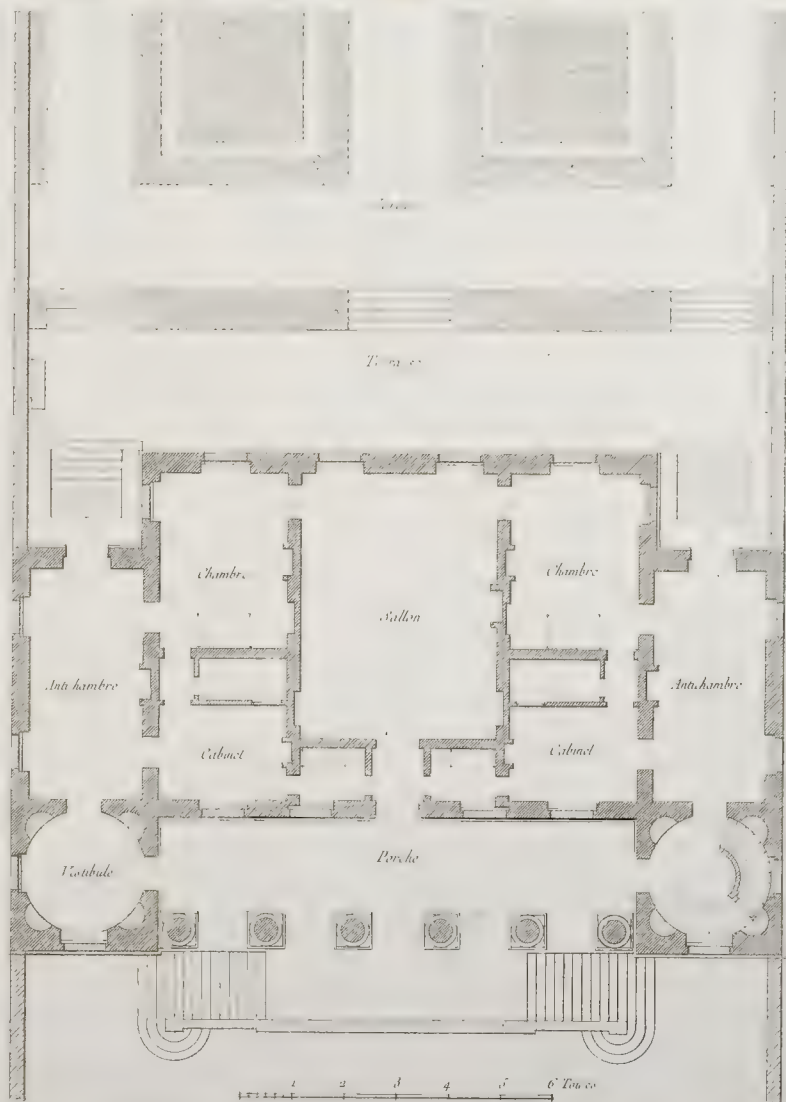 Chambre
Chambre
Sallon
Antichambre
Antichambre
Cabinet
Cabinet
Vestibule
Porche
1 2 3 4 5 6 Toises